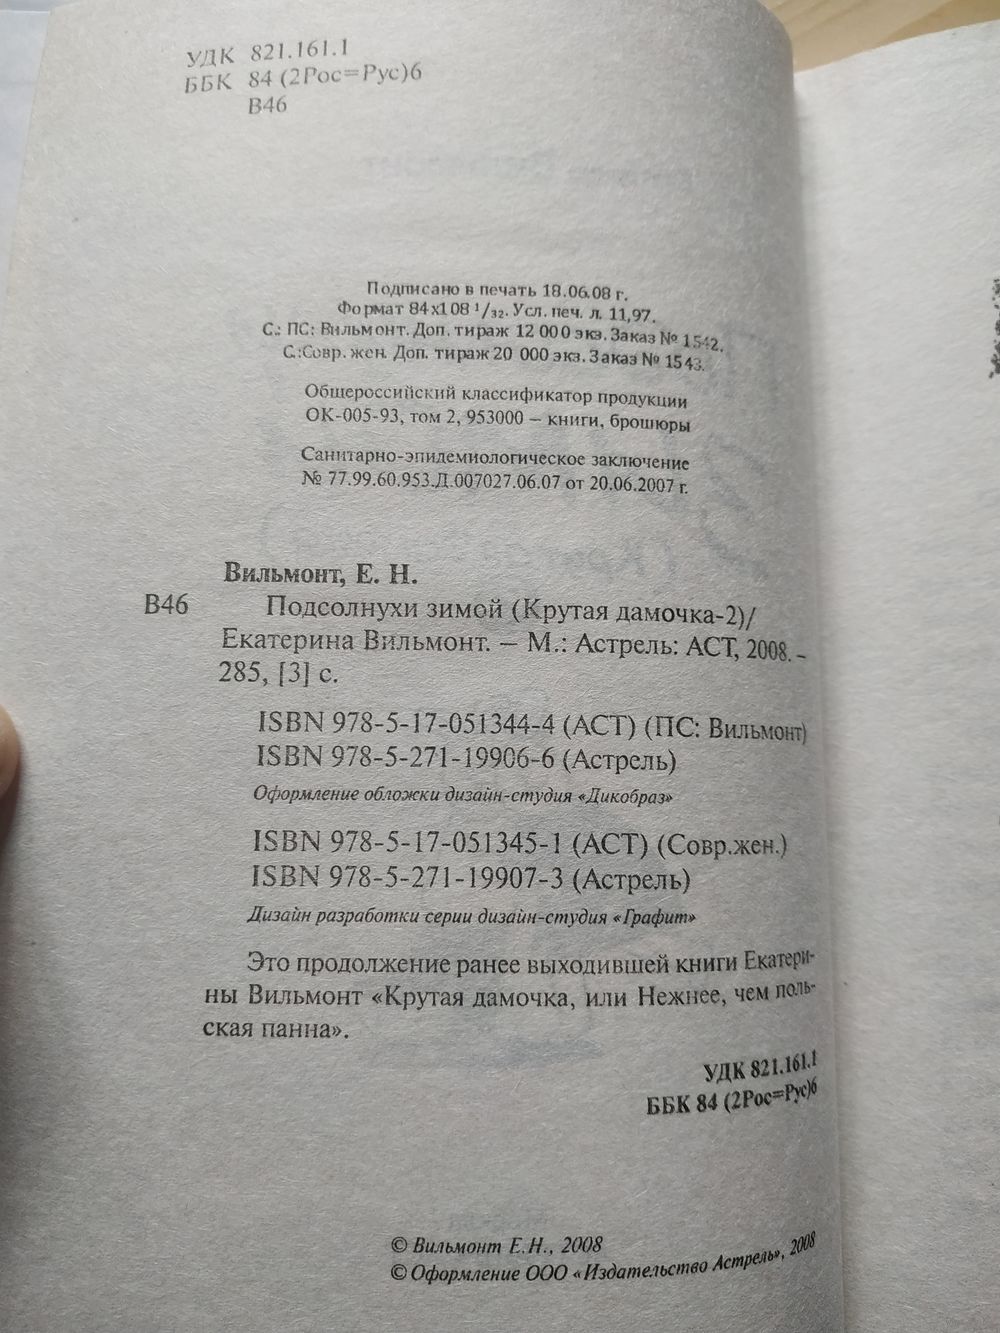 УДК 821.161.1
ББК 84 (2Рос=Рус)6
В46
Подписано в печать 18.06.08 г.
Формат 84х108 1/32. Усл. печ. л. 11,97.
С.: ПС: Вильмонт. Доп. тираж 12 000 экз. Заказ № 1542.
С.:Совр. жен. Доп. тираж 20 000 экз. Заказ № 1543.
Общероссийский классификатор продукции
ОК-005-93, том 2, 953000 – книги, брошюры
Санитарно-эпидемиологическое заключение
№ 77.99.60.953.Д.007027.06.07 от 20.06.2007 г.
Вильмонт, Е. Н.
В46 Подсолнухи зимой (Крутая дамочка-2)/
Екатерина Вильмонт. – М.: Астрель: АСТ, 2008. –
285, [3] с.
ISBN 978-5-17-051344-4 (АСТ) (ПС: Вильмонт)
ISBN 978-5-271-19906-6 (Астрель)
Оформление обложки дизайн-студия «Дикобраз»
ISBN 978-5-17-051345-1 (АСТ) (Совр.жен.)
ISBN 978-5-271-19907-3 (Астрель)
Дизайн разработки серии дизайн-студия «Графит»
Это продолжение ранее выходившей книги Екатери-
ны Вильмонт «Крутая дамочка, или Нежнее, чем поль-
ская панна».
УДК 821.161.1
ББК 84 (2Рос=Рус)6
© Вильмонт Е.Н., 2008
© Оформление ООО «Издательство Астрель», 2008